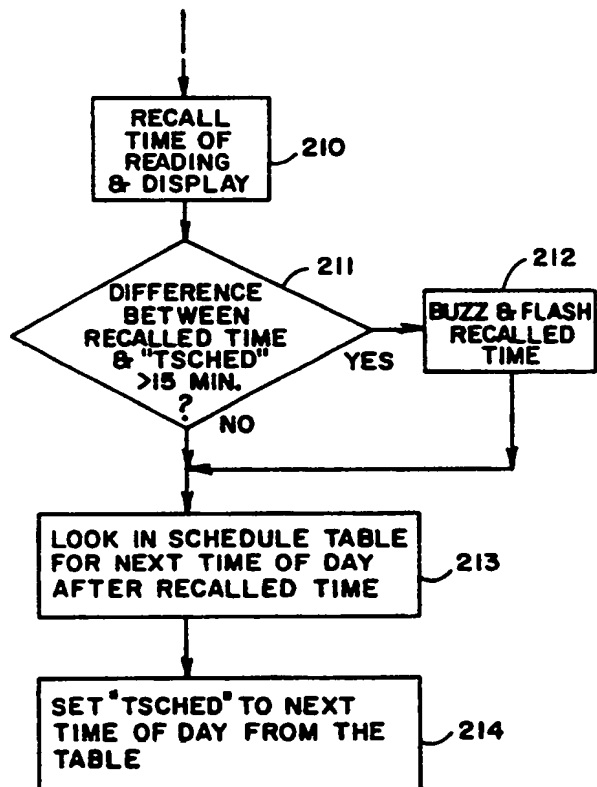 RECALL
TIME OF
READING
& DISPLAY
210
211
DIFFERENCE
BETWEEN
RECALLED TIME
& "TSCHED"
>15 MIN.
?
YES
NO
212
BUZZ & FLASH
RECALLED
TIME
LOOK IN SCHEDULE TABLE
FOR NEXT TIME OF DAY
AFTER RECALLED TIME
213
SET "TSCHED" TO NEXT
TIME OF DAY FROM THE
TABLE
214